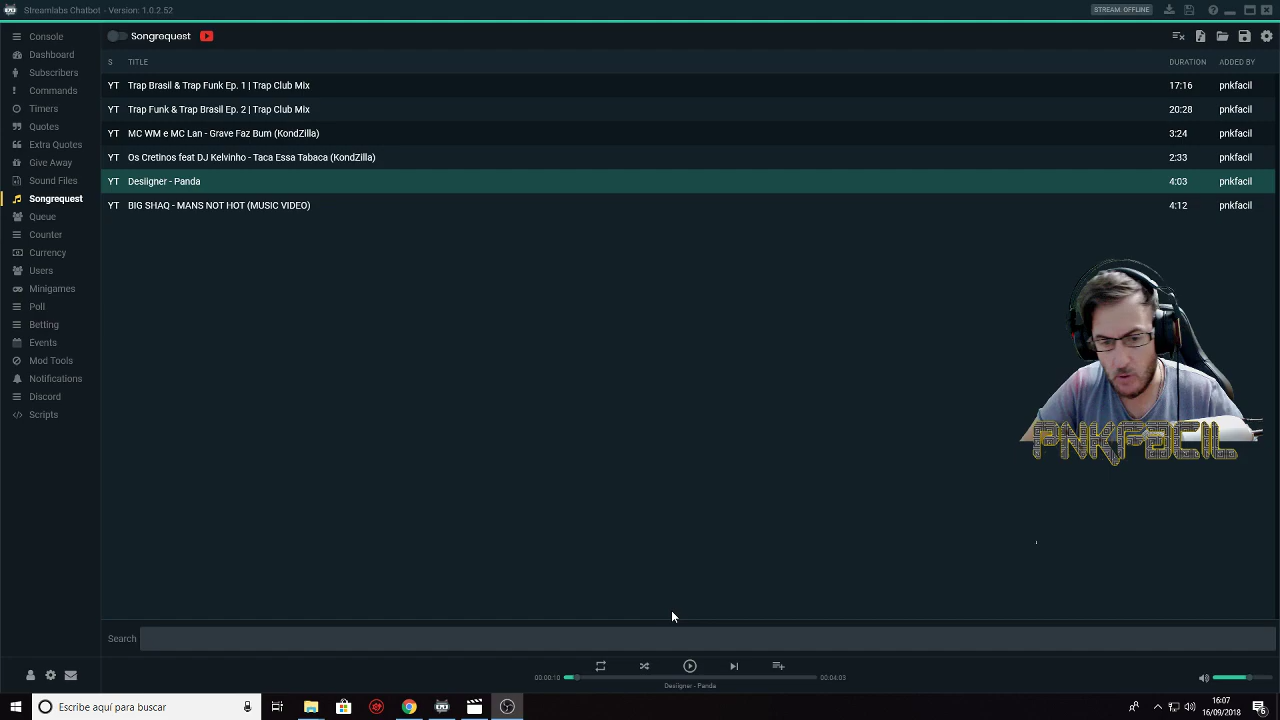 Streamlabs Chatbot - Version: 1.0.2.52
STREAM: OFFLINE
Console
Dashboard
Subscribers
Commands
Timers
Quotes
Extra Quotes
Give Away
Sound Files
Songrequest
Queue
Counter
Currency
Users
Minigames
Poll
Betting
Events
Mod Tools
Notifications
Discord
Scripts
Songrequest
S TITLE DURATION ADDED BY
YT Trap Brasil & Trap Funk Ep. 1 | Trap Club Mix 17:16 pnkfacil
YT Trap Funk & Trap Brasil Ep. 2 | Trap Club Mix 20:28 pnkfacil
YT MC WM e MC Lan - Grave Faz Bum (KondZilla) 3:24 pnkfacil
YT Os Cretinos feat DJ Kelvinho - Taca Essa Tabaca (KondZilla) 2:33 pnkfacil
YT Desiigner - Panda 4:03 pnkfacil
YT BIG SHAQ - MANS NOT HOT (MUSIC VIDEO) 4:12 pnkfacil
PNKFACIL
Search
00:00:10 00:04:03
Desiigner - Panda
Escribe aquí para buscar
16:07
16/09/2018
6